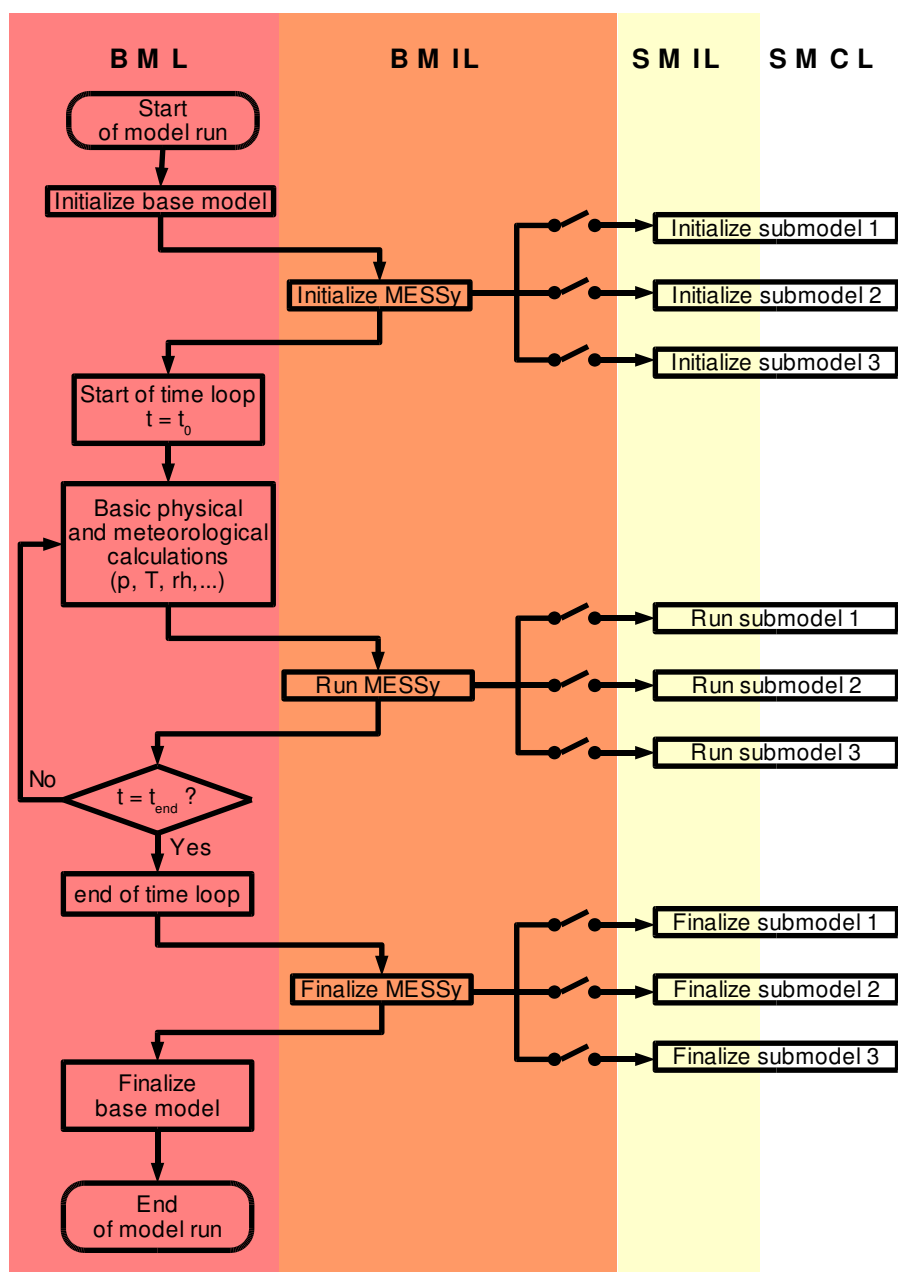 B M L
B M IL
S M IL
S M C L
Start
of model run
Initialize base model
Initialize submodel 1
Initialize MESSy
Initialize submodel 2
Initialize submodel 3
Start of time loop
t = t0
Basic physical
and meteorological
calculations
(p, T, rh,...)
Run submodel 1
Run MESSy
Run submodel 2
Run submodel 3
No
t = tend ?
Yes
end of time loop
Finalize submodel 1
Finalize MESSy
Finalize submodel 2
Finalize submodel 3
Finalize
base model
End
of model run